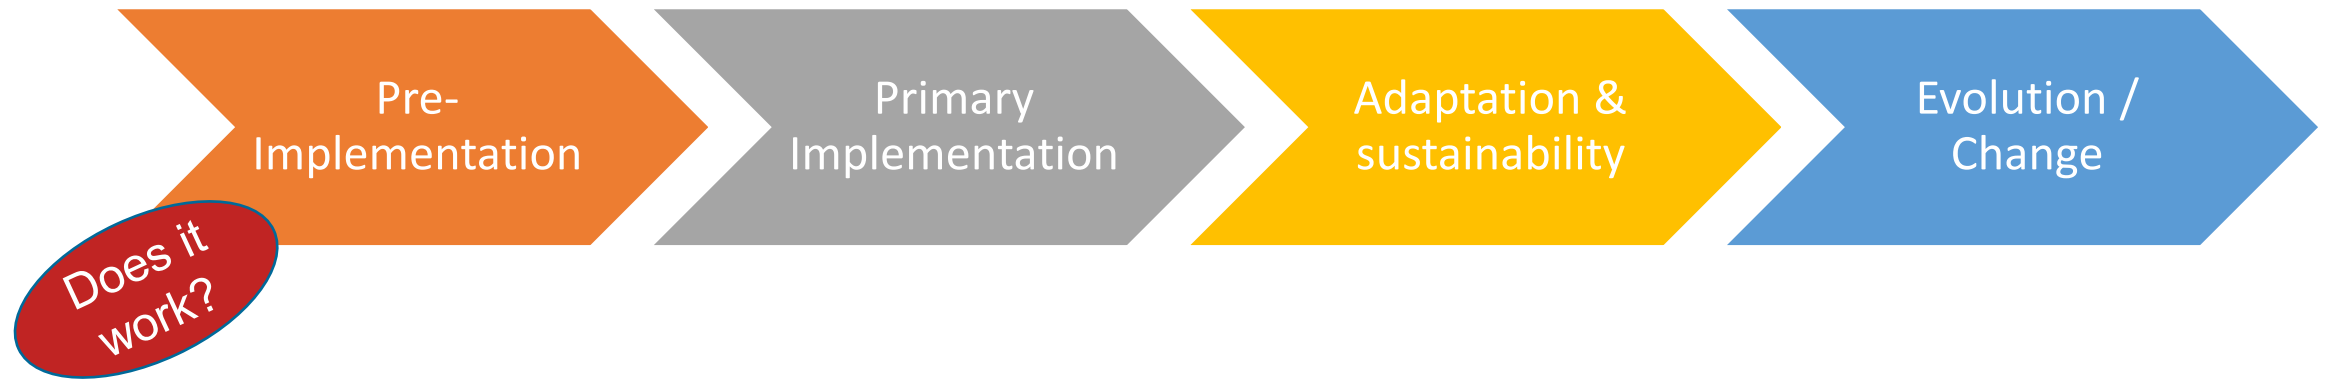 Pre-
Implementation
Primary
Implementation
Adaptation &
sustainability
Evolution /
Change
Does it
work?